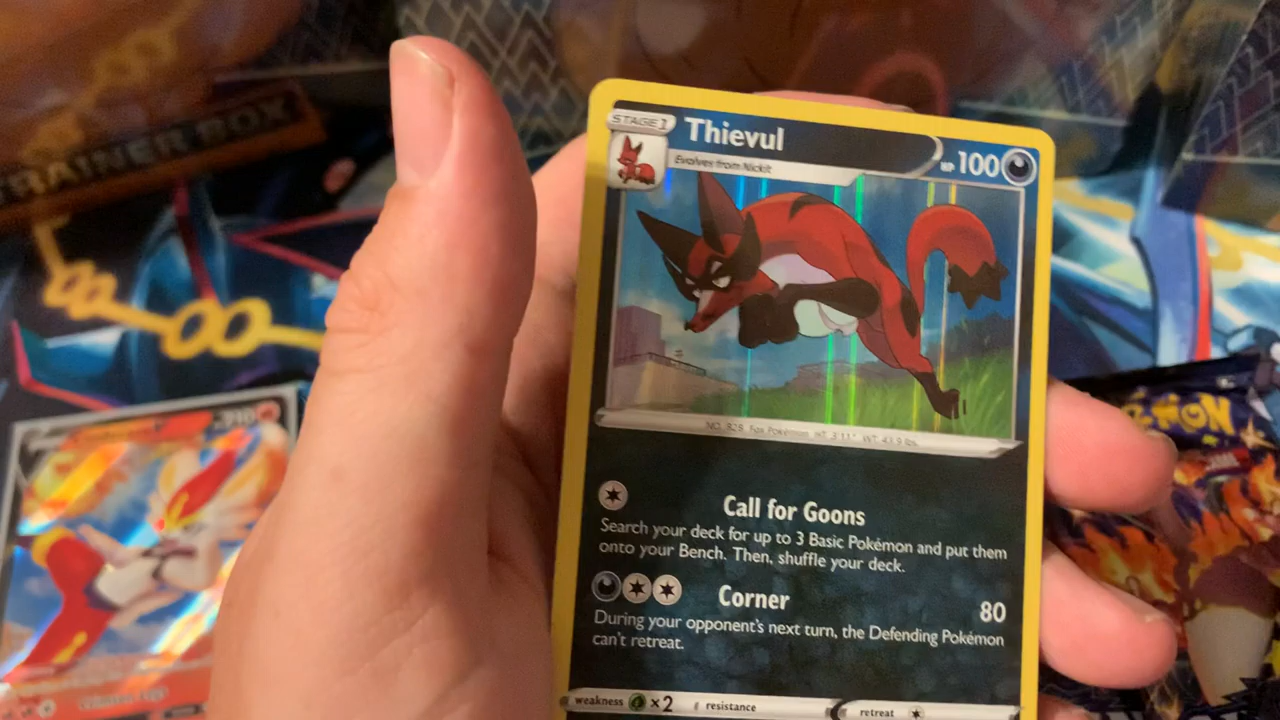 TRAINER BOX
STAGE 1
Thievul
HP 100
Evolves from Nickit
NO. 828 Fox Pokémon HT: 3'11" WT: 43.9 lbs.
Call for Goons
Search your deck for up to 3 Basic Pokémon and put them
onto your Bench. Then, shuffle your deck.
Corner 80
During your opponent's next turn, the Defending Pokémon
can't retreat.
weakness ×2 resistance retreat